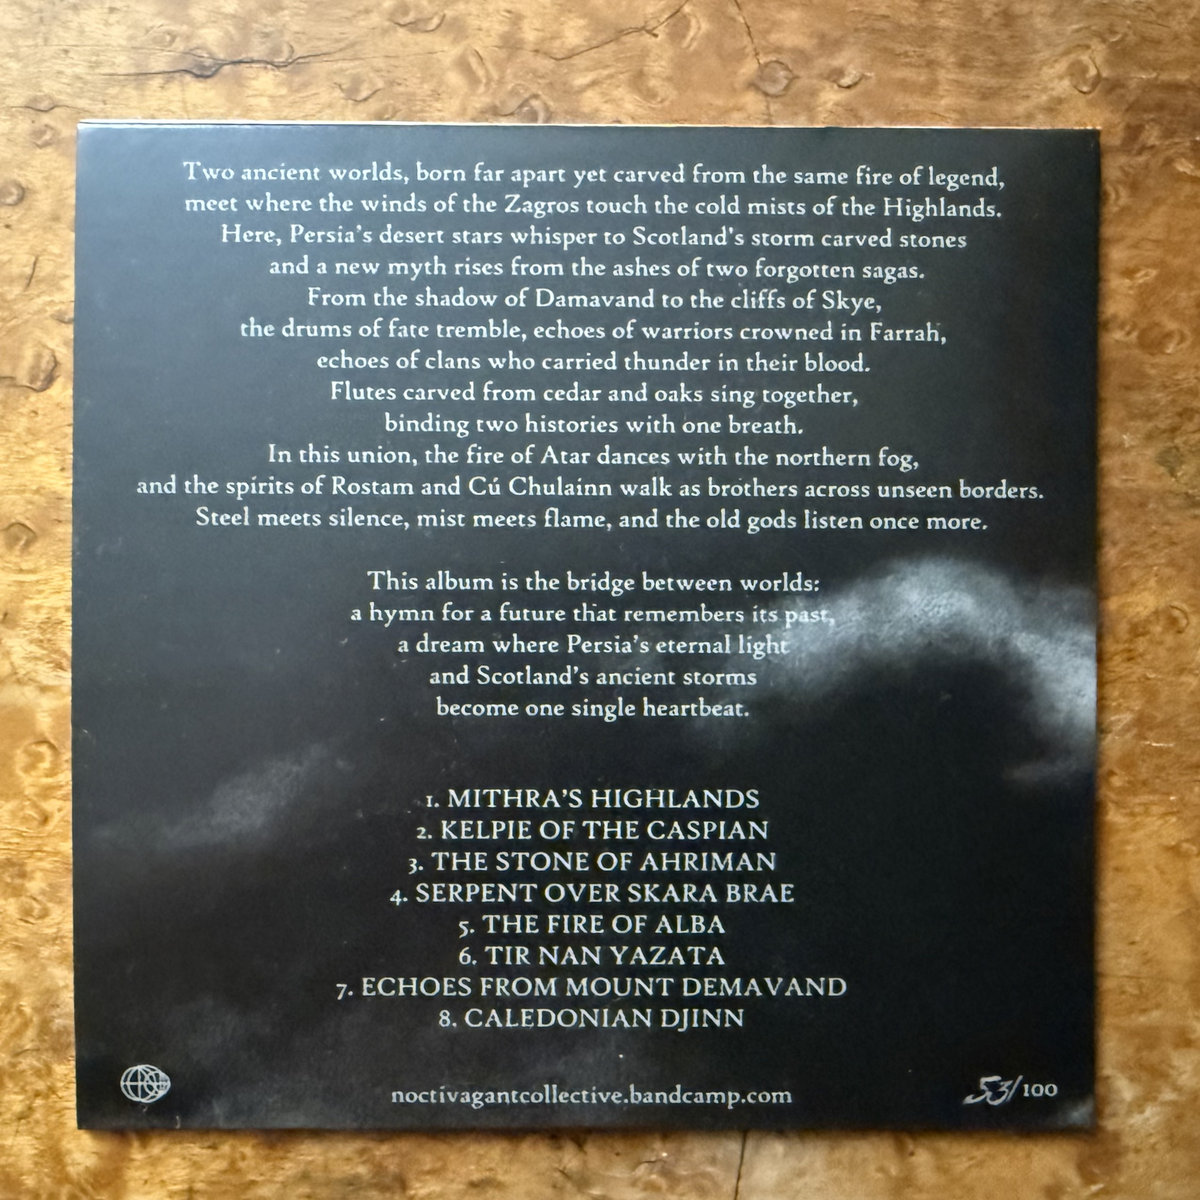 Two ancient worlds, born far apart yet carved from the same fire of legend,
meet where the winds of the Zagros touch the cold mists of the Highlands.
Here, Persia's desert stars whisper to Scotland's storm carved stones
and a new myth rises from the ashes of two forgotten sagas.
From the shadow of Damavand to the cliffs of Skye,
the drums of fate tremble, echoes of warriors crowned in Farrah,
echoes of clans who carried thunder in their blood.
Flutes carved from cedar and oaks sing together,
binding two histories with one breath.
In this union, the fire of Atar dances with the northern fog,
and the spirits of Rostam and Cú Chulainn walk as brothers across unseen borders.
Steel meets silence, mist meets flame, and the old gods listen once more.
This album is the bridge between worlds:
a hymn for a future that remembers its past,
a dream where Persia's eternal light
and Scotland's ancient storms
become one single heartbeat.
1. MITHRA'S HIGHLANDS
2. KELPIE OF THE CASPIAN
3. THE STONE OF AHRIMAN
4. SERPENT OVER SKARA BRAE
5. THE FIRE OF ALBA
6. TIR NAN YAZATA
7. ECHOES FROM MOUNT DEMAVAND
8. CALEDONIAN DJINN
noctivagantcollective.bandcamp.com
53/100